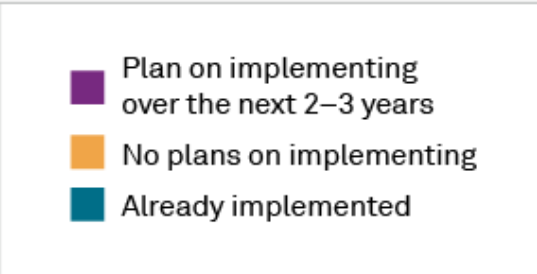 Plan on implementing
over the next 2–3 years
No plans on implementing
Already implemented